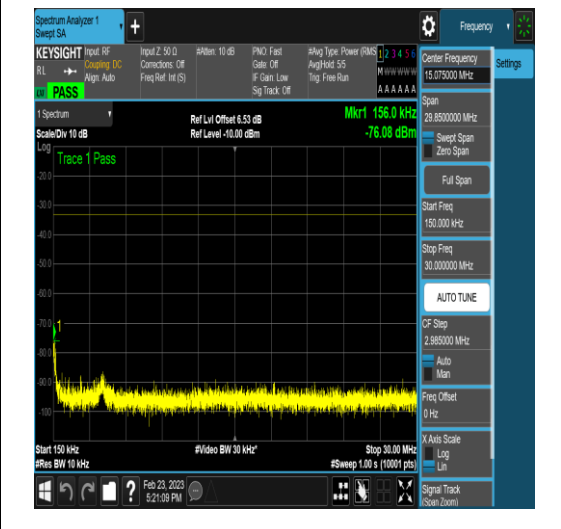 Spectrum Analyzer 1
Swept SA
Frequency
KEYSIGHT
RL
Input: RF
Coupling: DC
Align: Auto
Input Z: 50 Ω
Corrections: Off
Freq Ref: Int (S)
#Atten: 10 dB
PNO: Fast
Gate: Off
IF Gain: Low
Sig Track: Off
#Avg Type: Power (RMS
Avg|Hold: 5/5
Trig: Free Run
1 2 3 4 5 6
M W W W W W
A A A A A A
PASS
1 Spectrum
Scale/Div 10 dB
Ref Lvl Offset 6.53 dB
Ref Level -10.00 dBm
Mkr1 156.0 kHz
-76.08 dBm
Log
Trace 1 Pass
-20.0
-30.0
-40.0
-50.0
-60.0
-70.0
-80.0
-90.0
-100
1
Start 150 kHz
#Res BW 10 kHz
#Video BW 30 kHz*
Stop 30.00 MHz
#Sweep 1.00 s (10001 pts)
Feb 23, 2023
5:21:09 PM
?
Center Frequency
15.075000 MHz
Span
29.8500000 MHz
Swept Span
Zero Span
Full Span
Start Freq
150.000 kHz
Stop Freq
30.000000 MHz
AUTO TUNE
CF Step
2.985000 MHz
Auto
Man
Freq Offset
0 Hz
X Axis Scale
Log
Lin
Signal Track
(Span Zoom)
Settings